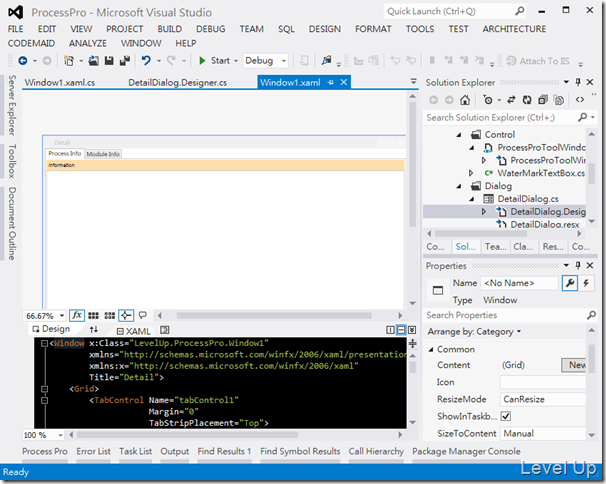 ProcessPro - Microsoft Visual Studio
Quick Launch (Ctrl+Q)
FILE EDIT VIEW PROJECT BUILD DEBUG TEAM SQL DESIGN FORMAT TOOLS TEST ARCHITECTURE
CODEMAID ANALYZE WINDOW HELP
Start Debug Attach To IIS
Server Explorer
Toolbox
Document Outline
Window1.xaml.cs DetailDialog.Designer.cs Window1.xaml
Detail
Process Info Module Info
Information
66.67%
Design XAML
<Window x:Class="LevelUp.ProcessPro.Window1"
xmlns="http://schemas.microsoft.com/winfx/2006/xaml/presentation
xmlns:x="http://schemas.microsoft.com/winfx/2006/xaml"
Title="Detail">
<Grid>
<TabControl Name="tabControl1"
Margin="0"
TabStripPlacement="Top">
100 %
Solution Explorer
Search Solution Explorer (Ctrl+;)
Control
ProcessProToolWindo
ProcessProToolWin
WaterMarkTextBox.cs
Dialog
DetailDialog.cs
DetailDialog.Desig
DetailDialog.resx
Co... Sol... Tea... Cla... Res... Co...
Properties
Name <No Name>
Type Window
Search Properties
Arrange by: Category
Common
Content (Grid) New
Icon
ResizeMode CanResize
ShowInTaskb...
SizeToContent Manual
Process Pro Error List Task List Output Find Results 1 Find Symbol Results Call Hierarchy Package Manager Console
Ready
Level Up